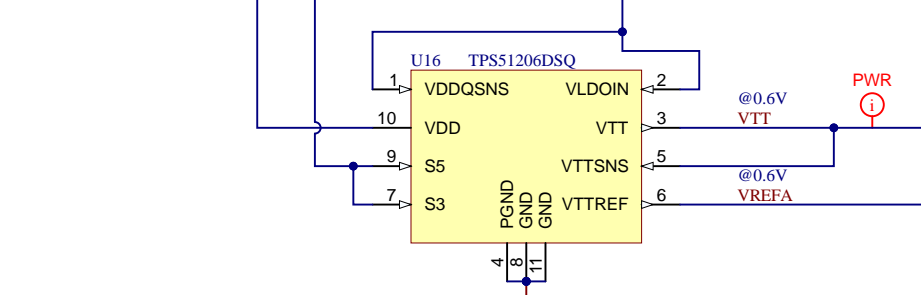 U16 TPS51206DSQ
PWR
i
1 VDDQSNS VLDOIN 2
@0.6V
10 VDD VTT 3 VTT
9 S5 VTTSNS 5
@0.6V
7 S3 VTTREF 6 VREFA
PGND
GND
GND
4
8
11